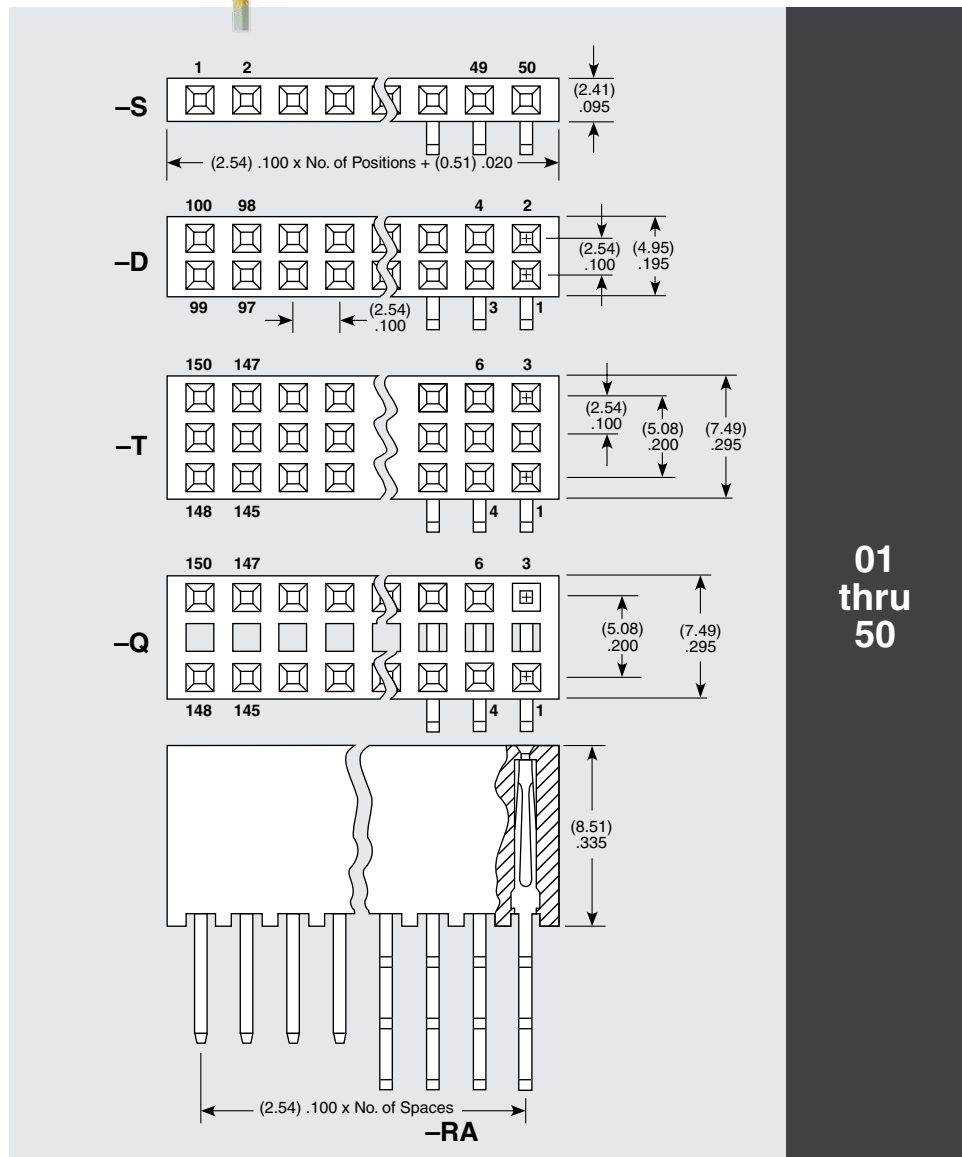 1 2 49 50
–S
(2.41)
.095
(2.54) .100 x No. of Positions + (0.51) .020
100 98 4 2
–D
(2.54)
.100
(4.95)
.195
99 97 3 1
(2.54)
.100
150 147 6 3
–T
(2.54)
.100
(5.08)
.200
(7.49)
.295
148 145 4 1
150 147 6 3
–Q
(5.08)
.200
(7.49)
.295
148 145 4 1
(8.51)
.335
(2.54) .100 x No. of Spaces
–RA
01
thru
50